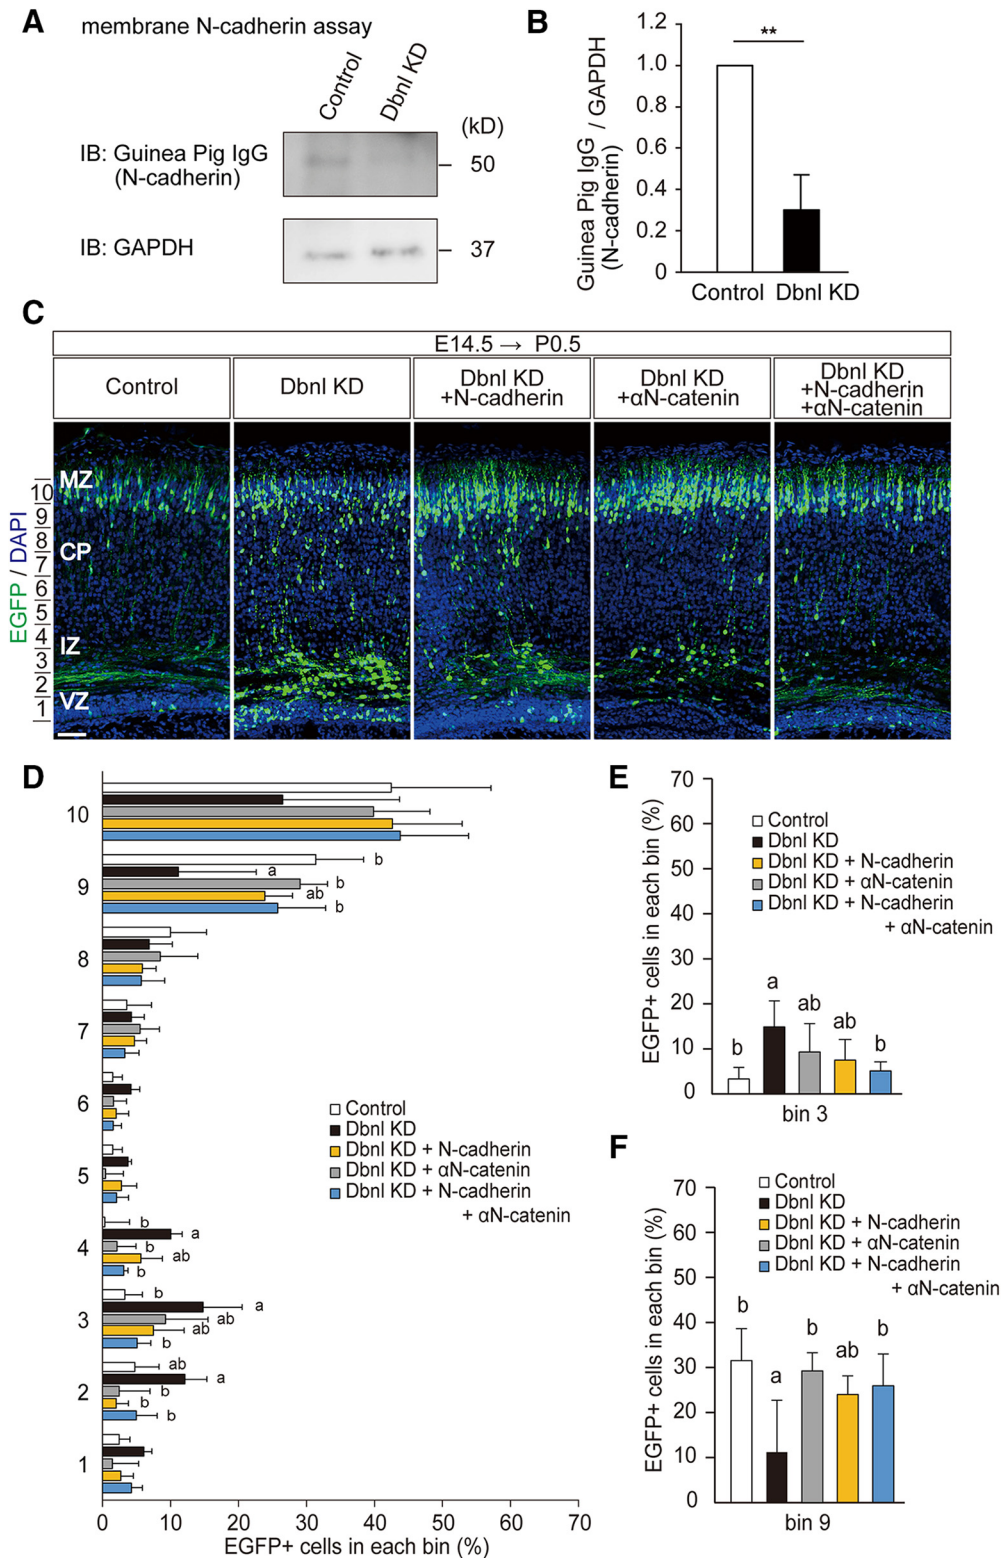 A
membrane N-cadherin assay
Control
Dbnl KD
(kD)
IB: Guinea Pig IgG
(N-cadherin)
50
IB: GAPDH
37
B
Guinea Pig IgG / GAPDH
(N-cadherin)
1.2
1.0
0.8
0.6
0.4
0.2
0
**
Control
Dbnl KD
C
E14.5 → P0.5
Control
Dbnl KD
Dbnl KD
+N-cadherin
Dbnl KD
+αN-catenin
Dbnl KD
+N-cadherin
+αN-catenin
EGFP / DAPI
10
9
8
7
6
5
4
3
2
1
MZ
CP
IZ
VZ
D
10
9
b
a
b
ab
b
8
7
6
5
4
b
a
b
ab
b
3
b
a
ab
ab
b
2
ab
a
b
b
b
1
Control
Dbnl KD
Dbnl KD + N-cadherin
Dbnl KD + αN-catenin
Dbnl KD + N-cadherin
+ αN-catenin
0 10 20 30 40 50 60 70
EGFP+ cells in each bin (%)
E
EGFP+ cells in each bin (%)
70
60
50
40
30
20
10
0
Control
Dbnl KD
Dbnl KD + N-cadherin
Dbnl KD + αN-catenin
Dbnl KD + N-cadherin
+ αN-catenin
b a ab ab b
bin 3
F
EGFP+ cells in each bin (%)
70
60
50
40
30
20
10
0
Control
Dbnl KD
Dbnl KD + N-cadherin
Dbnl KD + αN-catenin
Dbnl KD + N-cadherin
+ αN-catenin
b a b ab b
bin 9